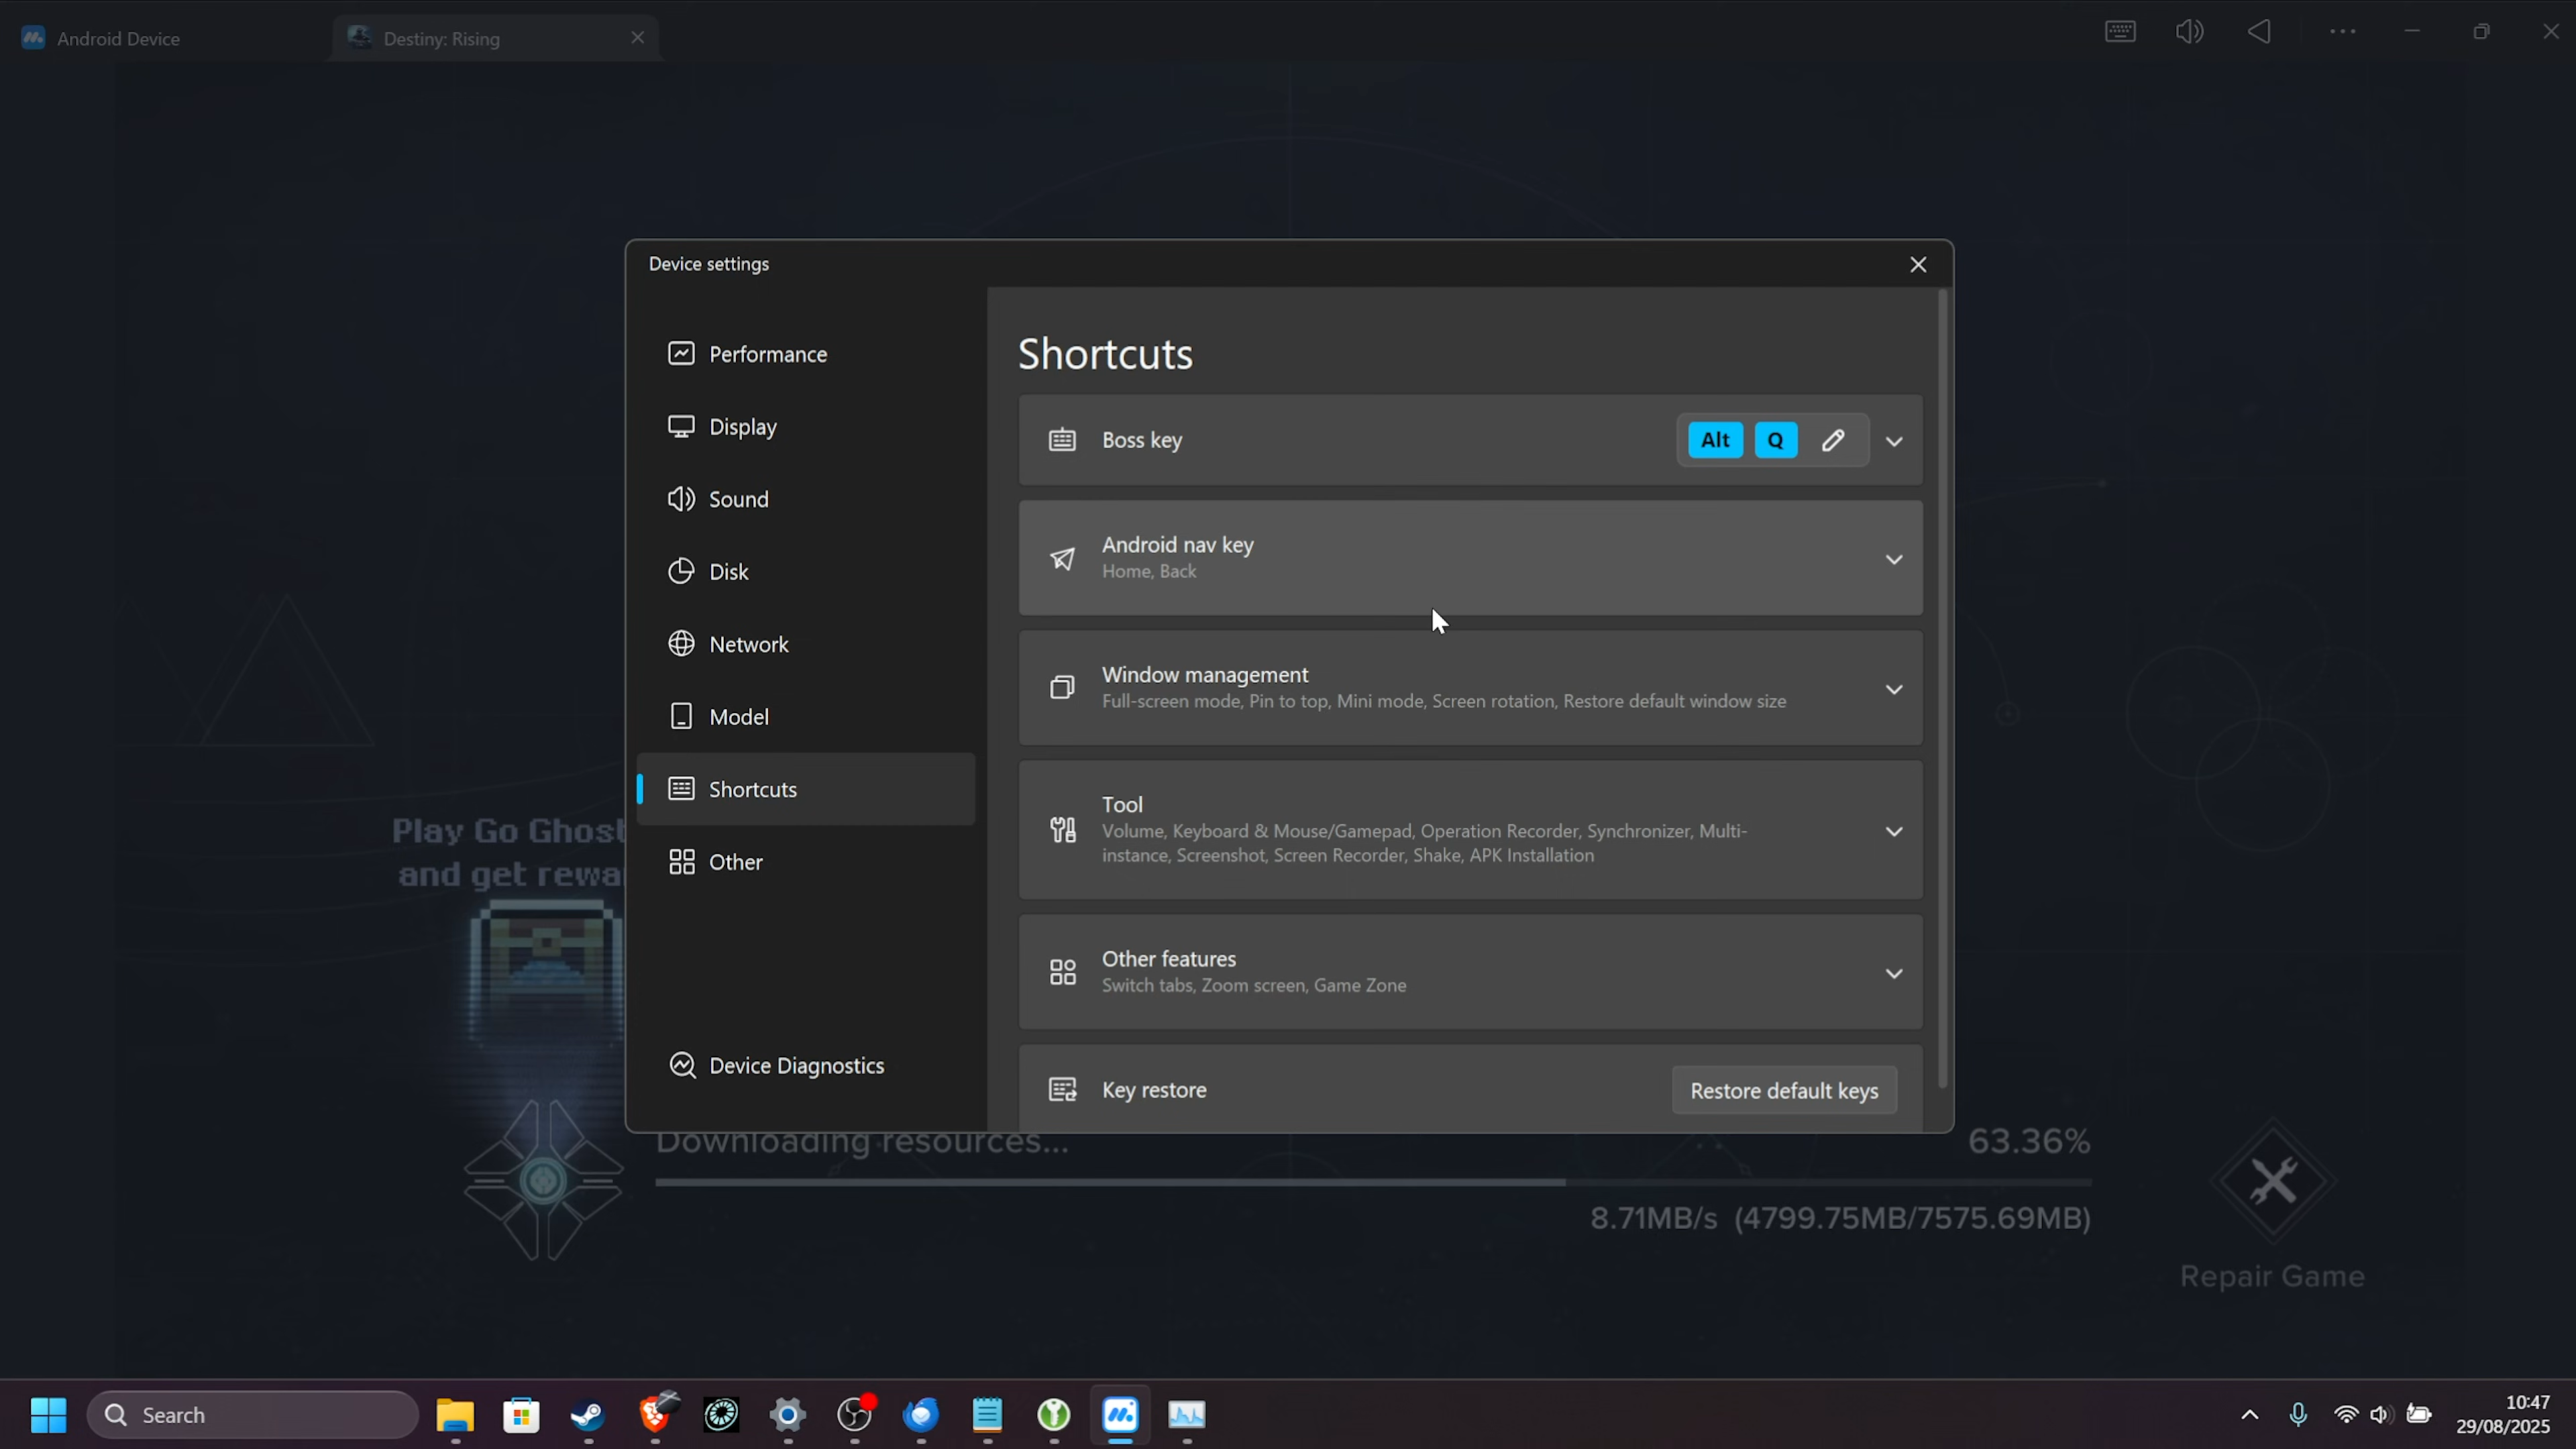 Android Device
Destiny: Rising
Device settings
Performance
Display
Sound
Disk
Network
Model
Shortcuts
Other
Device Diagnostics
Shortcuts
Boss key
Alt Q
Android nav key
Home, Back
Window management
Full-screen mode, Pin to top, Mini mode, Screen rotation, Restore default window size
Tool
Volume, Keyboard & Mouse/Gamepad, Operation Recorder, Synchronizer, Multi-
instance, Screenshot, Screen Recorder, Shake, APK Installation
Other features
Switch tabs, Zoom screen, Game Zone
Key restore
Restore default keys
Play Go Ghost
and get
Downloading resources...
63.36%
8.71MB/s (4799.75MB/7575.69MB)
Repair Game
Search
10:47
29/08/2025